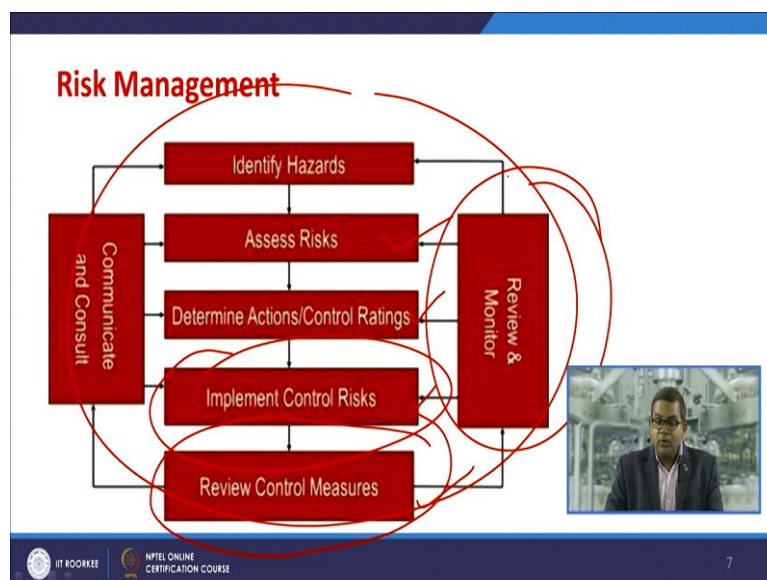 Risk Management
Identify Hazards
Assess Risks
Determine Actions/Control Ratings
Implement Control Risks
Review Control Measures
Communicate
and Consult
Review &
Monitor
IIT ROORKEE
NPTEL ONLINE
CERTIFICATION COURSE
7